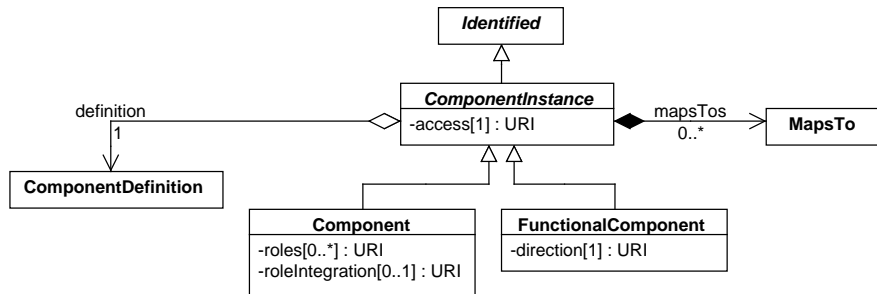 Identified
ComponentInstance
-access[1] : URI
definition
1
mapsTos
0..*
MapsTo
ComponentDefinition
Component
-roles[0..*] : URI
-roleIntegration[0..1] : URI
FunctionalComponent
-direction[1] : URI